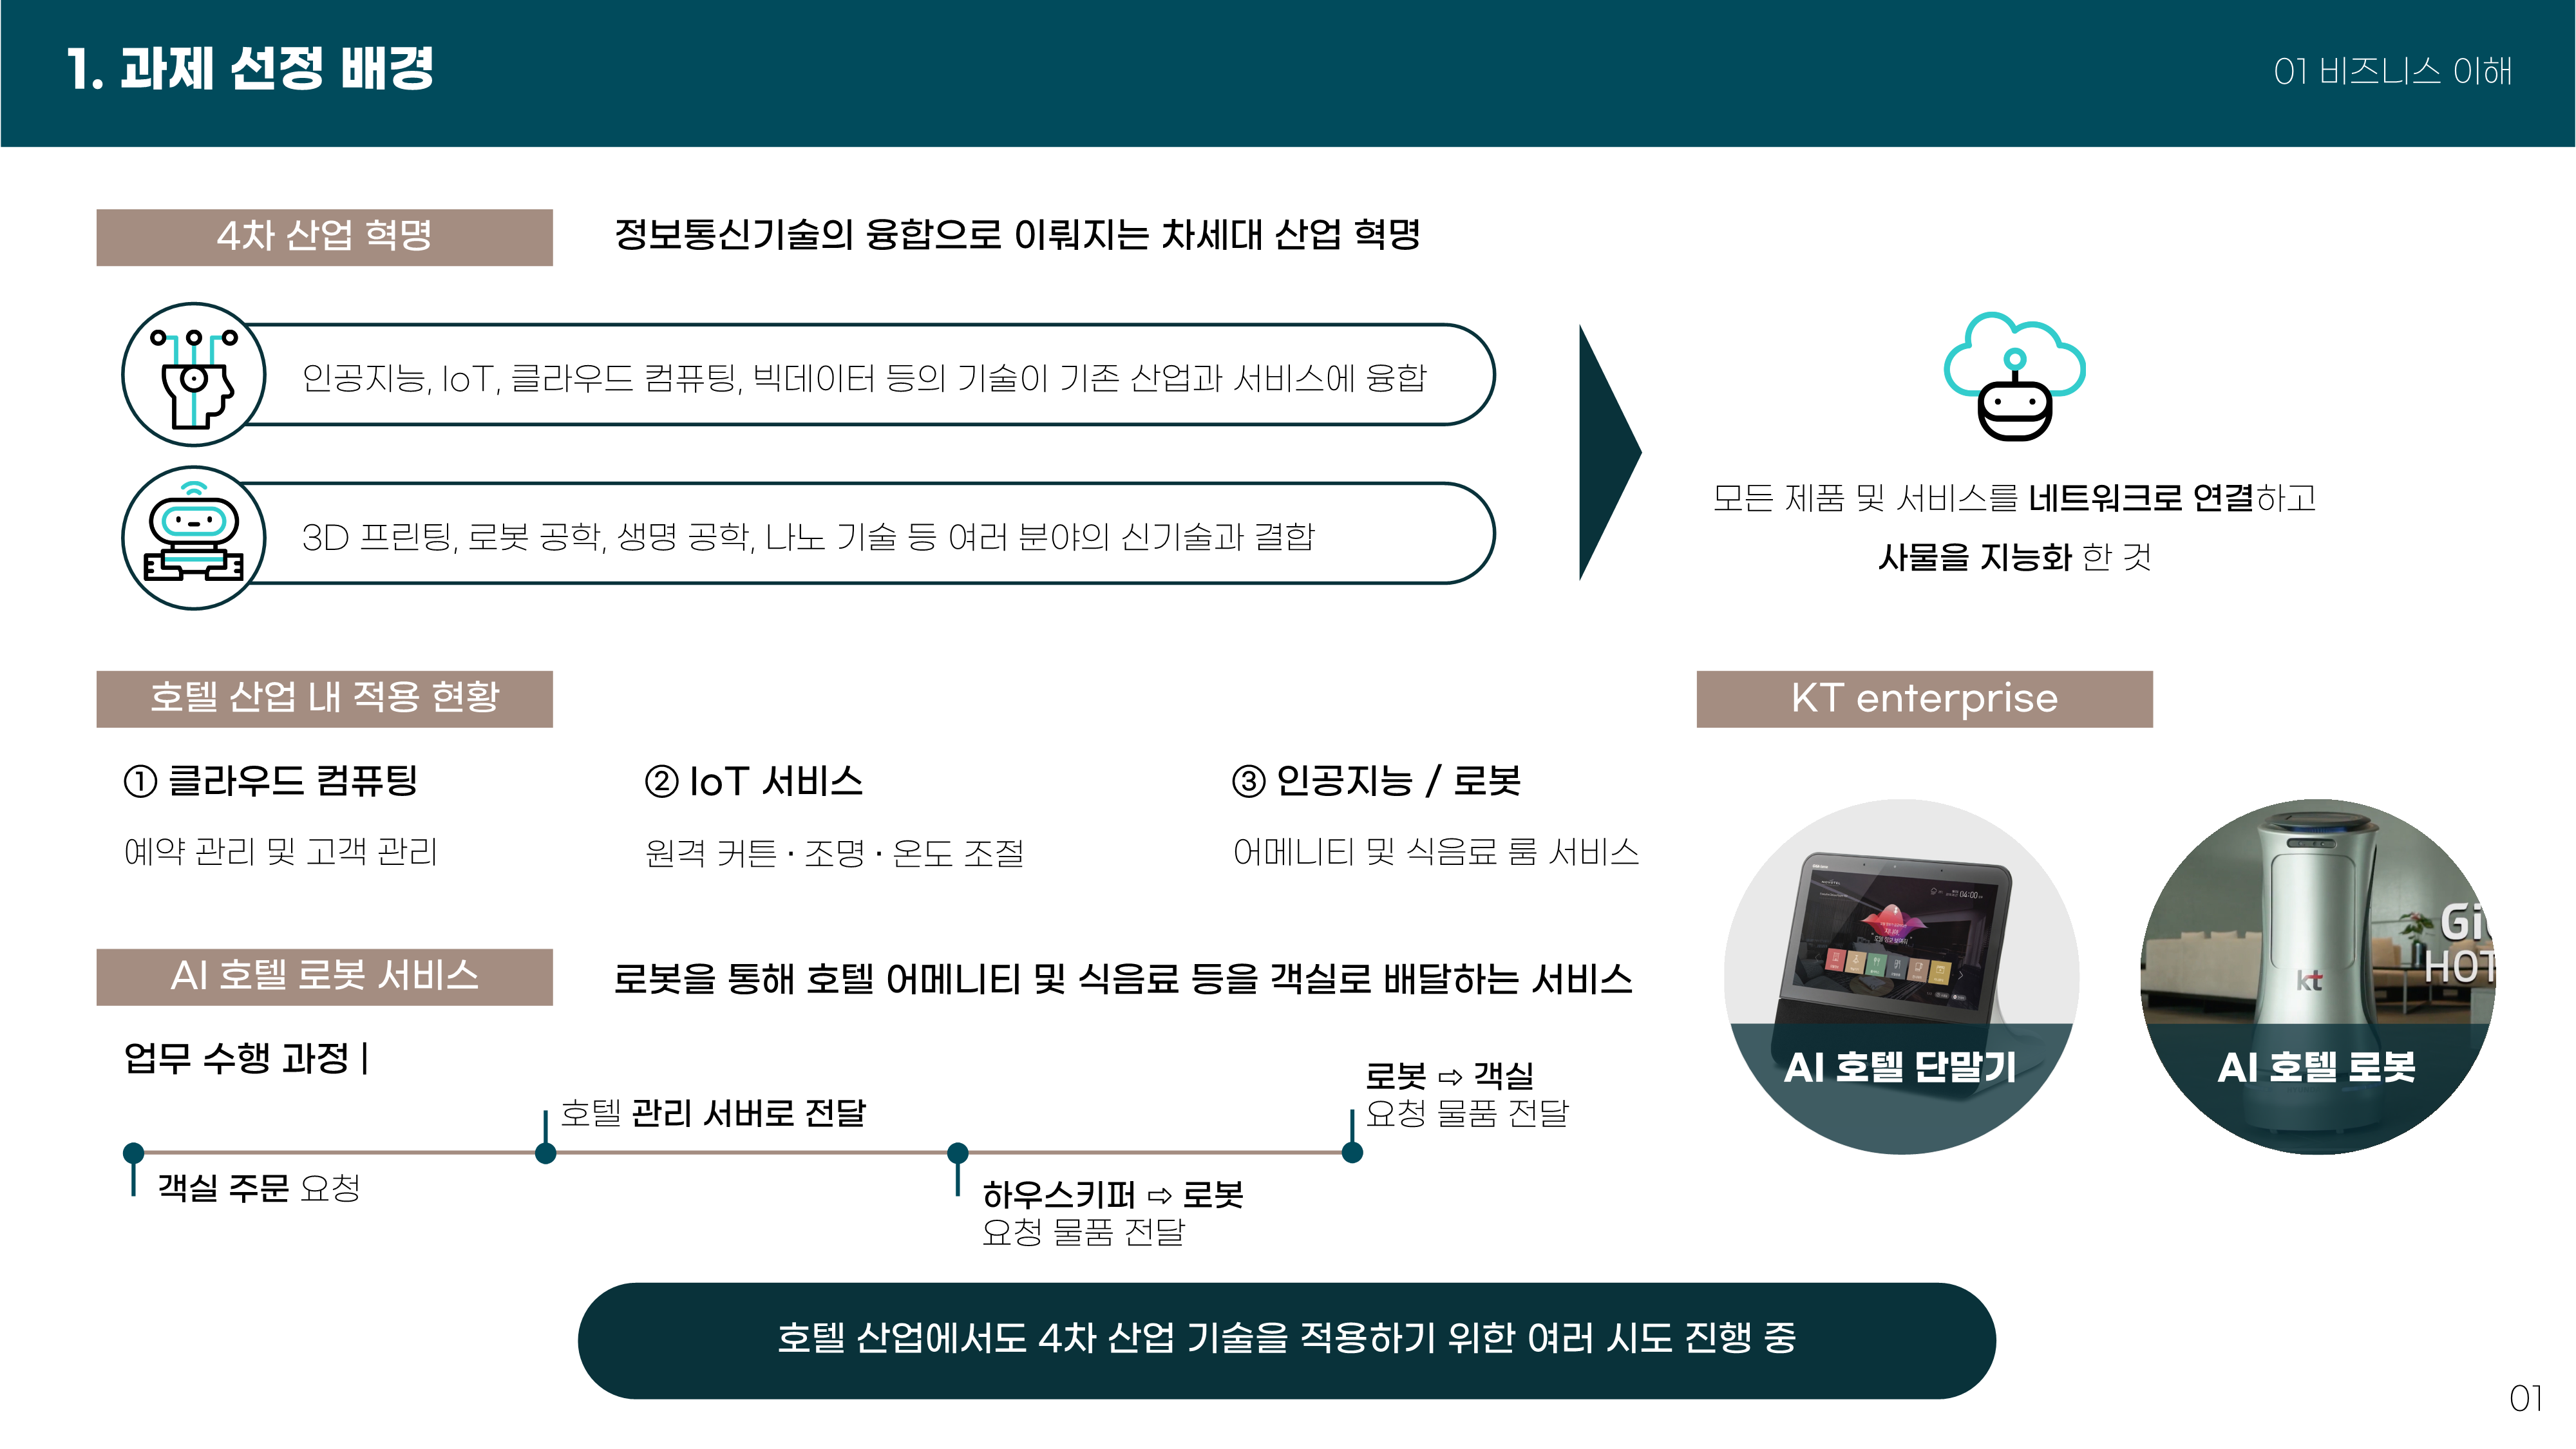 1. 과제 선정 배경
01 비즈니스 이해
4차 산업 혁명
정보통신기술의 융합으로 이뤄지는 차세대 산업 혁명
인공지능, IoT, 클라우드 컴퓨팅, 빅데이터 등의 기술이 기존 산업과 서비스에 융합
3D 프린팅, 로봇 공학, 생명 공학, 나노 기술 등 여러 분야의 신기술과 결합
모든 제품 및 서비스를 네트워크로 연결하고
사물을 지능화 한 것
호텔 산업 내 적용 현황
① 클라우드 컴퓨팅
예약 관리 및 고객 관리
② IoT 서비스
원격 커튼 · 조명 · 온도 조절
③ 인공지능 / 로봇
어메니티 및 식음료 룸 서비스
KT enterprise
04:00
AI 호텔 단말기
Gi
HOT
kt
AI 호텔 로봇
AI 호텔 로봇 서비스
로봇을 통해 호텔 어메니티 및 식음료 등을 객실로 배달하는 서비스
업무 수행 과정 |
객실 주문 요청
호텔 관리 서버로 전달
하우스키퍼 ⇨ 로봇
요청 물품 전달
로봇 ⇨ 객실
요청 물품 전달
호텔 산업에서도 4차 산업 기술을 적용하기 위한 여러 시도 진행 중
01